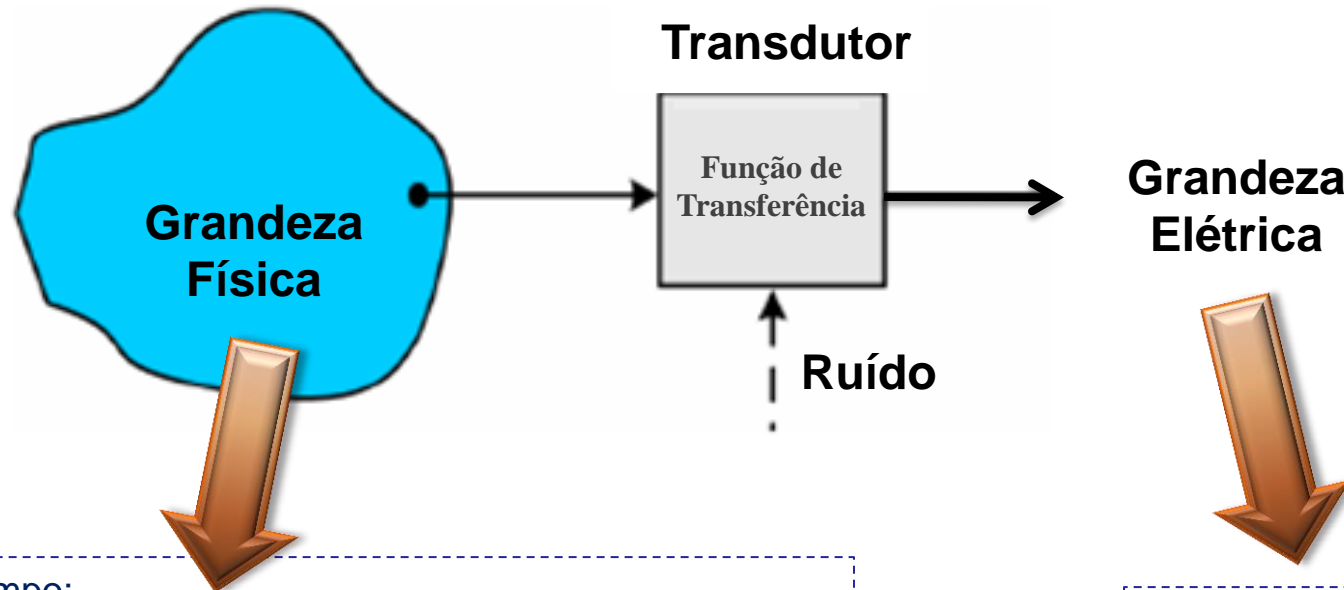 Transdutor
Função de
Transferência
Grandeza
Elétrica
Grandeza
Física
Ruído